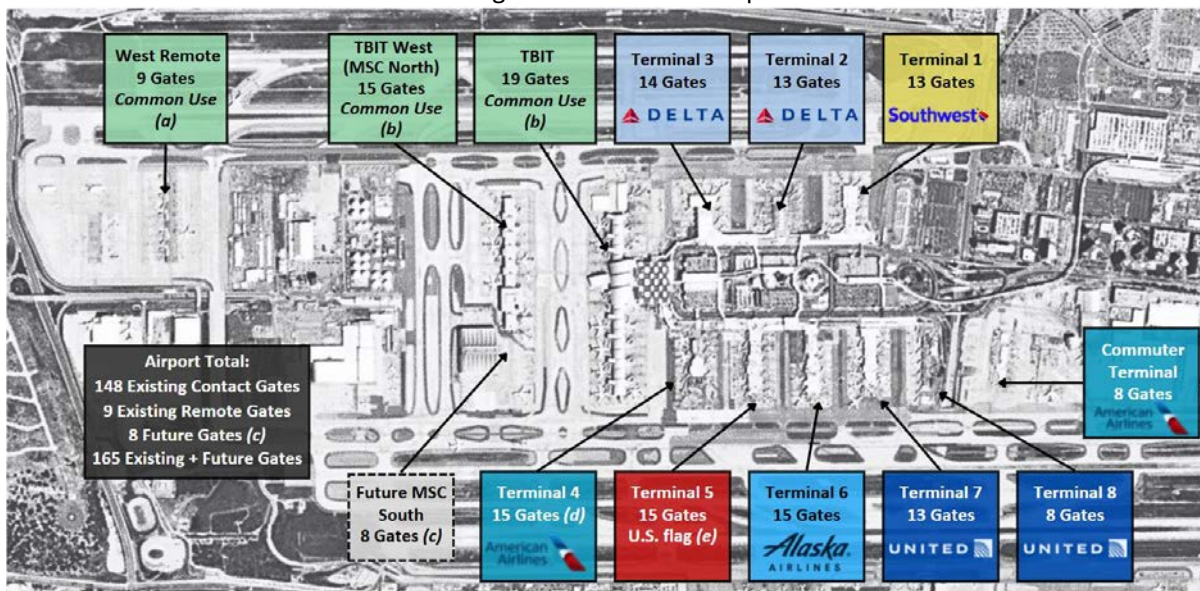 West Remote
9 Gates
Common Use
(a)
TBIT West
(MSC North)
15 Gates
Common Use
(b)
TBIT
19 Gates
Common Use
(b)
Terminal 3
14 Gates
DELTA
Terminal 2
13 Gates
DELTA
Terminal 1
13 Gates
Southwest
Airport Total:
148 Existing Contact Gates
9 Existing Remote Gates
8 Future Gates (c)
165 Existing + Future Gates
Commuter
Terminal
8 Gates
American
Airlines
Future MSC
South
8 Gates (c)
Terminal 4
15 Gates (d)
American
Airlines
Terminal 5
15 Gates
U.S. flag (e)
Terminal 6
15 Gates
Alaska
AIRLINES
Terminal 7
13 Gates
UNITED
Terminal 8
8 Gates
UNITED